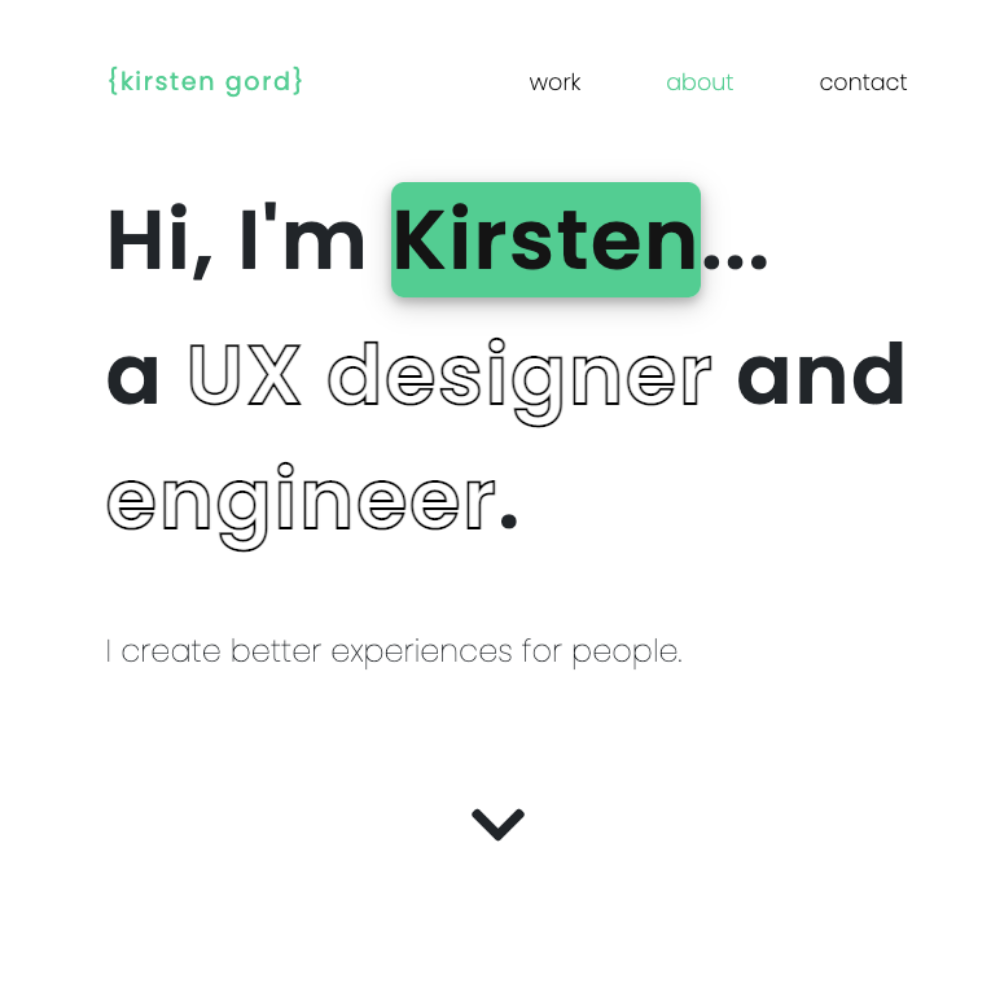 {kirsten gord}
work about contact
Hi, I'm Kirsten...
a UX designer and
engineer.
I create better experiences for people.